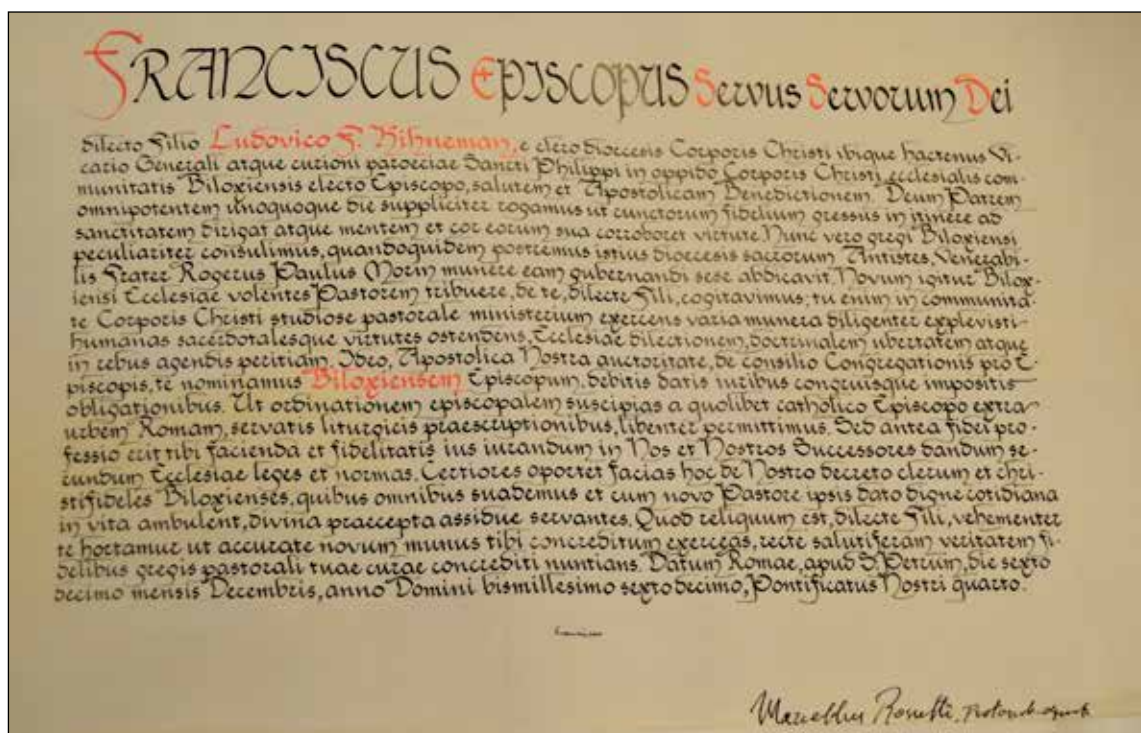 FRANCISCUS EPISCOPUS Servus Servorum Dei
dilecto Filio Ludovico F. Kihneman, e clero dioecesis Corporis Christi ibique hactenus Vi-
cario Generali atque curioni paroeciae Sancti Philippi in oppido Corporis Christi, ecclesialis com-
munitatis Biloxiensis electo Episcopo, salutem et Apostolicam Benedictionem. Deum Patrem
omnipotentem unoquoque die suppliciter rogamus ut cunctorum fidelium gressus in itinere ad
sanctitatem dirigat atque mentem et cor eorum sua corroboret virtute. Nunc vero gregi Biloxiensi
peculiariter consulimus, quandoquidem postremus istius dioecesis sacrorum Antistes, Venerabi-
lis Frater Rogerus Paulus Morin munere eam gubernandi sese abdicavit. Novum igitur Bilox-
iensi Ecclesiae volentes Pastorem tribuere, de te, dilecte Fili, cogitavimus; tu enim in communita-
te Corporis Christi studiose pastorale ministerium exercens varia munera diligenter explevisti
humanas sacerdotalesque virtutes ostendens, Ecclesiae dilectionem, doctrinalem ubertatem atque
in rebus agendis peritiam. Ideo, Apostolica Nostra auctoritate, de consilio Congregationis pro E-
piscopis, te nominamus Biloxiensem Episcopum, debitis datis iuribus congruisque impositis
obligationibus. Ut ordinationem episcopalem suscipias a quolibet catholico Episcopo extra
urbem Romam, servatis liturgicis praescriptionibus, libenter permittimus. Sed antea fidei pro-
fessio erit tibi facienda et fidelitatis ius iurandum in Nos et Nostros Successores dandum se-
cundum Ecclesiae leges et normas. Certiores oportet facias hoc de Nostro decreto clerum et chri-
stifideles Biloxienses, quibus omnibus suademus et cum novo Pastore ipsis dato digne cotidiana
in vita ambulent, divina praecepta assidue servantes. Quod reliquum est, dilecte Fili, vehementer
te hortamur ut accurate novum munus tibi concreditum exerceas, recte salutiferam veritatem fi-
delibus gregis pastorali tuae curae concrediti nuntians. Datum Romae, apud S. Petrum, die sexto
decimo mensis Decembris, anno Domini bismillesimo sexto decimo, Pontificatus Nostri quarto.
Franciscus